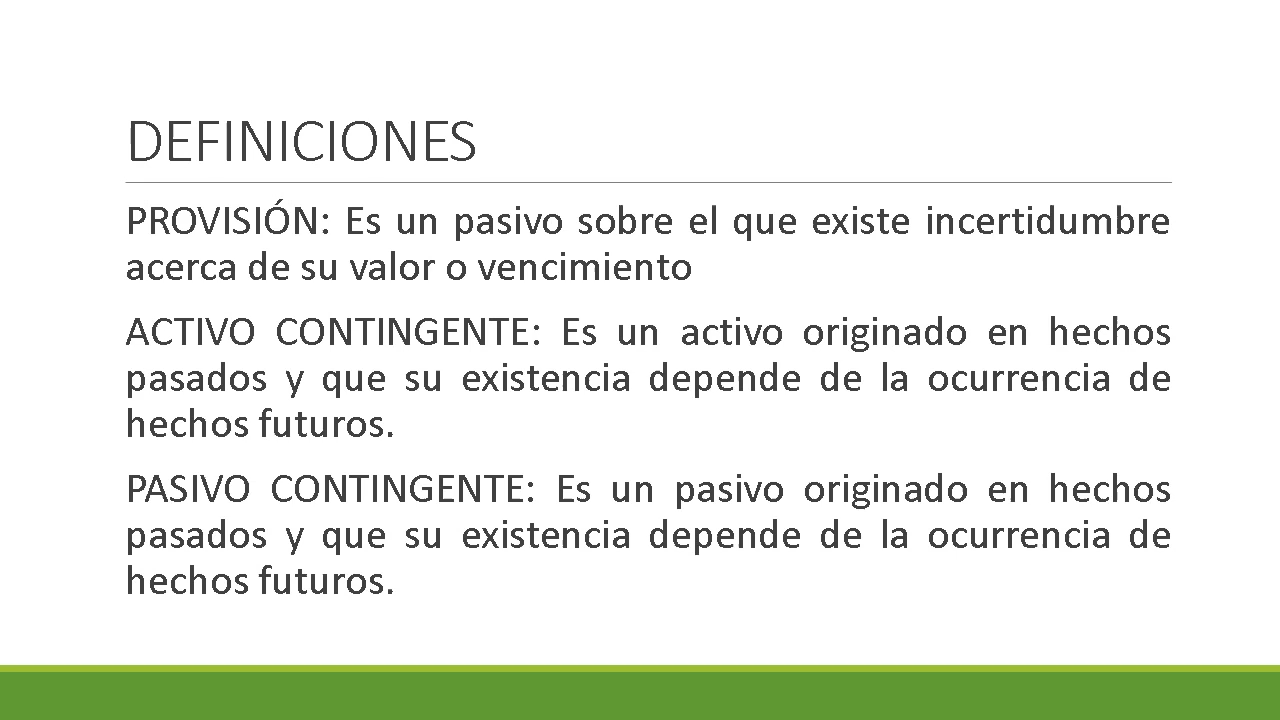 DEFINICIONES
PROVISIÓN: Es un pasivo sobre el que existe incertidumbre
acerca de su valor o vencimiento
ACTIVO CONTINGENTE: Es un activo originado en hechos
pasados y que su existencia depende de la ocurrencia de
hechos futuros.
PASIVO CONTINGENTE: Es un pasivo originado en hechos
pasados y que su existencia depende de la ocurrencia de
hechos futuros.